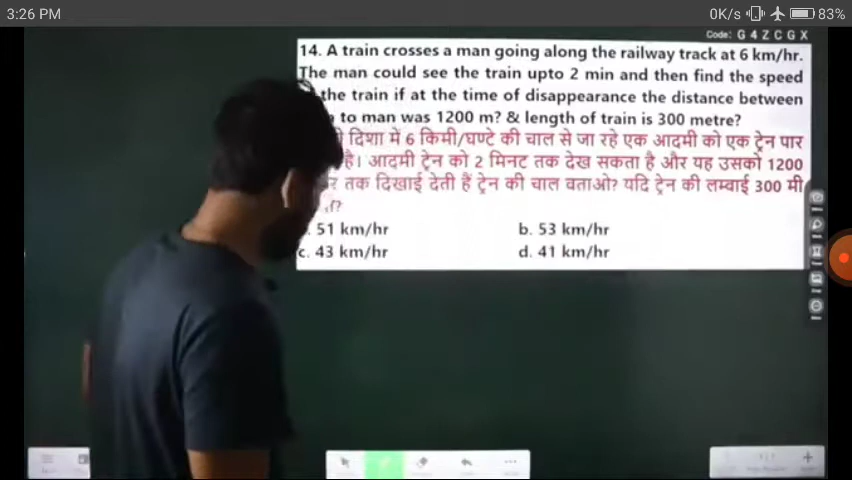 3:26 PM
0K/s 83%
Code: G 4 Z C G X
14. A train crosses a man going along the railway track at 6 km/hr.
The man could see the train upto 2 min and then find the speed
the train if at the time of disappearance the distance between
to man was 1200 m? & length of train is 300 metre?
दिशा में 6 किमी/घण्टे की चाल से जा रहे एक आदमी को एक ट्रेन पार
है। आदमी ट्रेन को 2 मिनट तक देख सकता है और यह उसको 1200
तक दिखाई देती हैं ट्रेन की चाल बताओ? यदि ट्रेन की लम्बाई 300 मी
51 km/hr b. 53 km/hr
c. 43 km/hr d. 41 km/hr